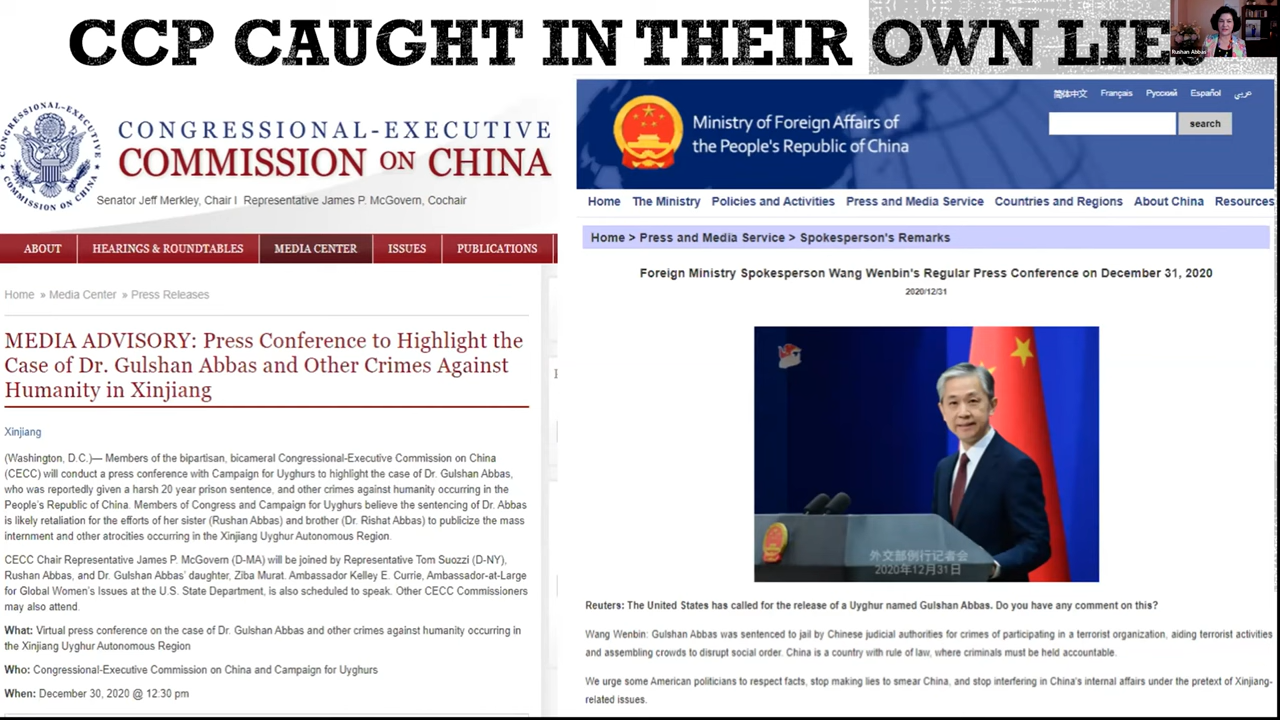 CCP CAUGHT IN THEIR OWN LIES
Rushan Abbas
CONGRESSIONAL-EXECUTIVE COMMISSION ON CHINA
CONGRESSIONAL-EXECUTIVE
COMMISSION ON CHINA
Senator Jeff Merkley, Chair I Representative James P. McGovern, Cochair
ABOUT HEARINGS & ROUNDTABLES MEDIA CENTER ISSUES PUBLICATIONS
Home » Media Center » Press Releases
MEDIA ADVISORY: Press Conference to Highlight the
Case of Dr. Gulshan Abbas and Other Crimes Against
Humanity in Xinjiang
Xinjiang
(Washington, D.C.)— Members of the bipartisan, bicameral Congressional-Executive Commission on China
(CECC) will conduct a press conference with Campaign for Uyghurs to highlight the case of Dr. Gulshan Abbas,
who was reportedly given a harsh 20 year prison sentence, and other crimes against humanity occurring in the
People's Republic of China. Members of Congress and Campaign for Uyghurs believe the sentencing of Dr. Abbas
is likely retaliation for the efforts of her sister (Rushan Abbas) and brother (Dr. Rishat Abbas) to publicize the mass
internment and other atrocities occurring in the Xinjiang Uyghur Autonomous Region.
CECC Chair Representative James P. McGovern (D-MA) will be joined by Representative Tom Suozzi (D-NY),
Rushan Abbas, and Dr. Gulshan Abbas' daughter, Ziba Murat. Ambassador Kelley E. Currie, Ambassador-at-Large
for Global Women's Issues at the U.S. State Department, is also scheduled to speak. Other CECC Commissioners
may also attend.
What: Virtual press conference on the case of Dr. Gulshan Abbas and other crimes against humanity occurring in
the Xinjiang Uyghur Autonomous Region
Who: Congressional-Executive Commission on China and Campaign for Uyghurs
When: December 30, 2020 @ 12:30 pm
简体中文 Français Русский Español عربي
search
Ministry of Foreign Affairs of
the People's Republic of China
Home The Ministry Policies and Activities Press and Media Service Countries and Regions About China Resources
Home > Press and Media Service > Spokesperson's Remarks
Foreign Ministry Spokesperson Wang Wenbin's Regular Press Conference on December 31, 2020
2020/12/31
外交部例行记者会
2020年12月31日
Reuters: The United States has called for the release of a Uyghur named Gulshan Abbas. Do you have any comment on this?
Wang Wenbin: Gulshan Abbas was sentenced to jail by Chinese judicial authorities for crimes of participating in a terrorist organization, aiding terrorist activities
and assembling crowds to disrupt social order. China is a country with rule of law, where criminals must be held accountable.
We urge some American politicians to respect facts, stop making lies to smear China, and stop interfering in China's internal affairs under the pretext of Xinjiang-
related issues.